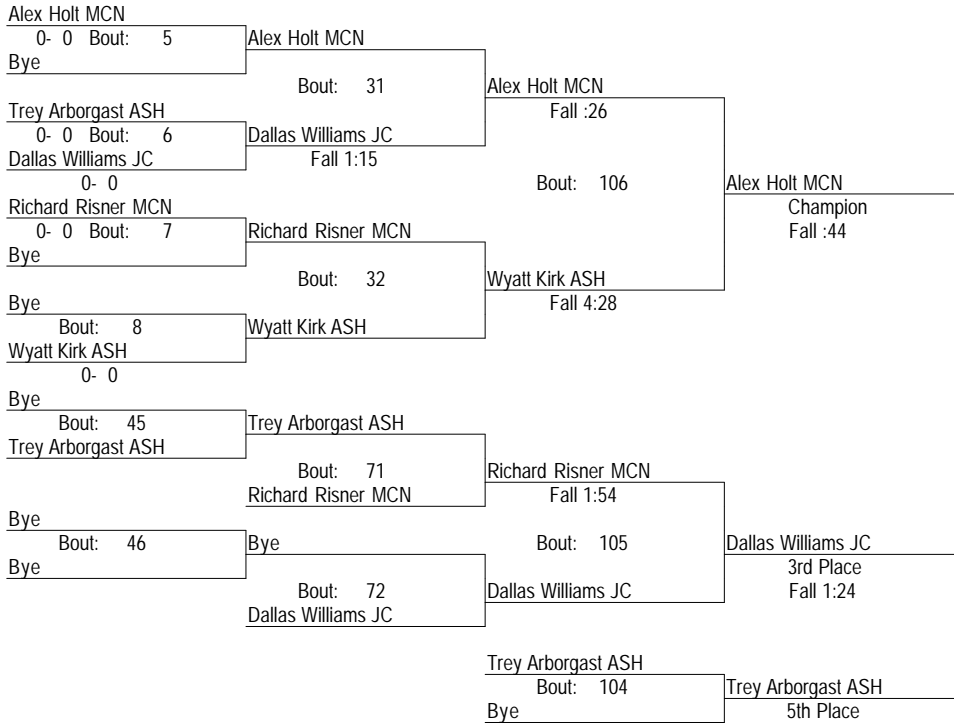 Alex Holt MCN
0- 0 Bout: 5 Alex Holt MCN
Bye
Bout: 31 Alex Holt MCN
Trey Arborgast ASH Fall :26
0- 0 Bout: 6 Dallas Williams JC
Dallas Williams JC Fall 1:15
0- 0 Bout: 106 Alex Holt MCN
Richard Risner MCN Champion
0- 0 Bout: 7 Richard Risner MCN Fall :44
Bye
Bout: 32 Wyatt Kirk ASH
Bye Fall 4:28
Bout: 8 Wyatt Kirk ASH
Wyatt Kirk ASH
0- 0
Bye
Bout: 45 Trey Arborgast ASH
Trey Arborgast ASH
Bout: 71 Richard Risner MCN
Richard Risner MCN Fall 1:54
Bye
Bout: 46 Bye Bout: 105 Dallas Williams JC
Bye 3rd Place
Bout: 72 Dallas Williams JC Fall 1:24
Dallas Williams JC
Trey Arborgast ASH
Bout: 104 Trey Arborgast ASH
Bye 5th Place